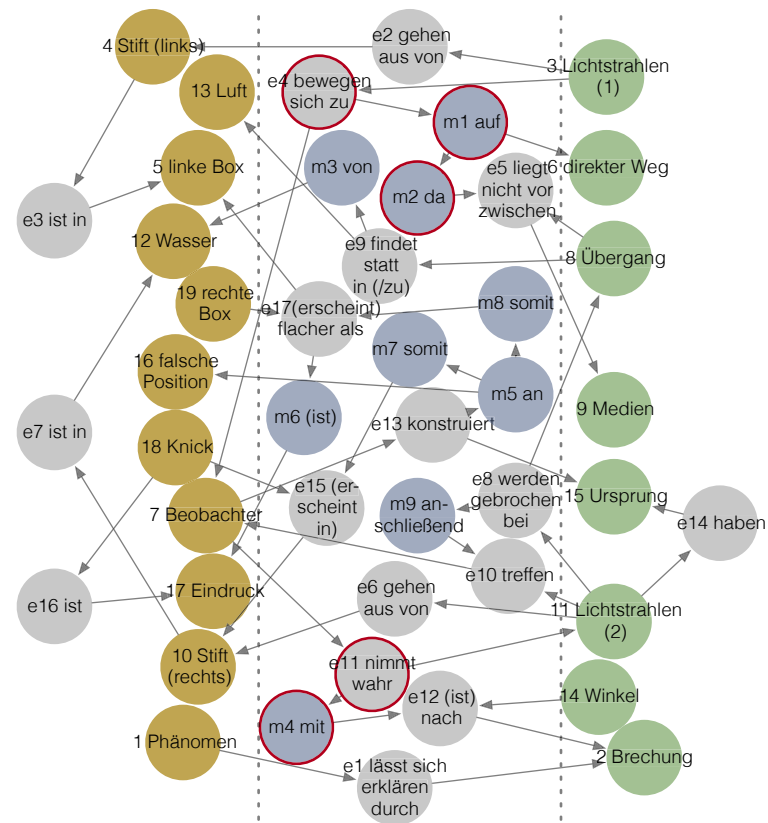 e2 gehen
aus von
4 Stift (links)
3 Lichtstrahlen
(1)
e4 bewegen
sich zu
13 Luft
m1 auf
5 linke Box
m3 von
e5 liegt
nicht vor
zwischen
6 direkter Weg
m2 da
e3 ist in
12 Wasser
e9 findet
statt
in (/zu)
8 Übergang
19 rechte
Box
e17(erscheint)
flacher als
m8 somit
m7 somit
16 falsche
Position
m5 an
9 Medien
m6 (ist)
e13 konstruiert
e7 ist in
18 Knick
e15 (er-
scheint
in)
e8 werden
gebrochen
bei
15 Ursprung
7 Beobachter
m9 an-
schließend
e14 haben
e10 treffen
17 Eindruck
e6 gehen
aus von
e16 ist
11 Lichtstrahlen
(2)
10 Stift
(rechts)
e11 nimmt
wahr
14 Winkel
e12 (ist)
nach
m4 mit
1 Phänomen
2 Brechung
e1 lässt sich
erklären
durch